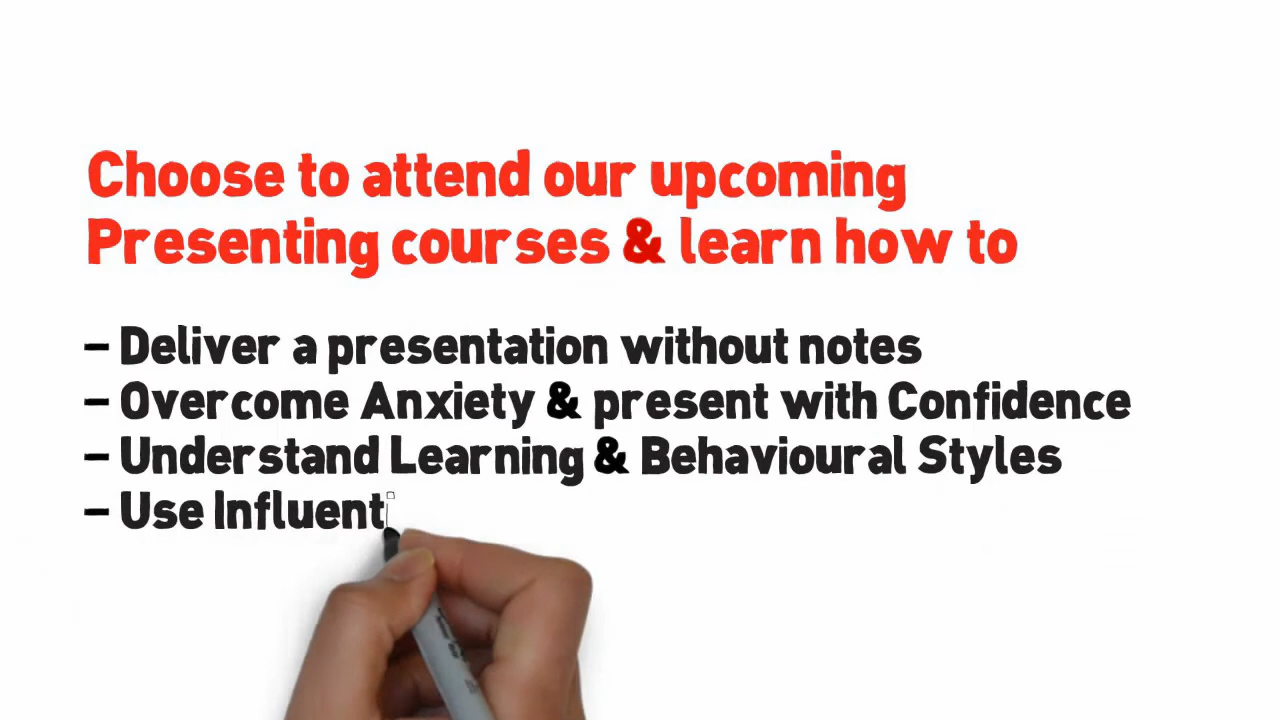 Choose to attend our upcoming
Presenting courses & learn how to
– Deliver a presentation without notes
– Overcome Anxiety & present with Confidence
– Understand Learning & Behavioural Styles
– Use Influenti